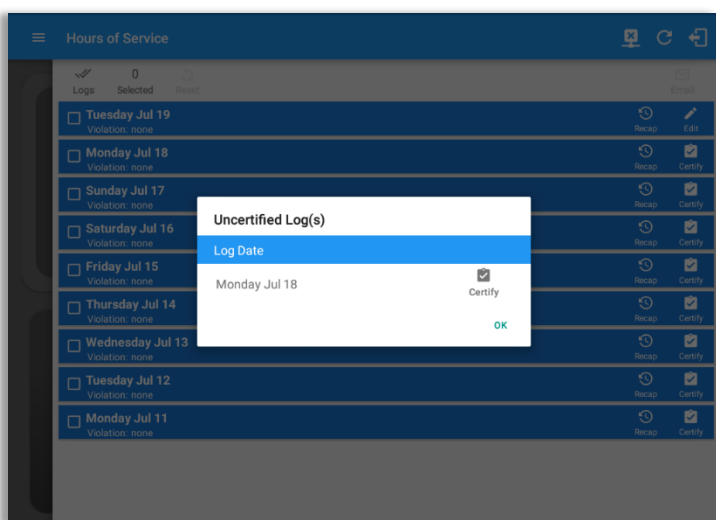 Hours of Service
Logs
0
Selected
Reset
Email
Tuesday Jul 19
Violation: none
Recap
Edit
Monday Jul 18
Violation: none
Recap
Certify
Sunday Jul 17
Violation: none
Recap
Certify
Saturday Jul 16
Violation: none
Recap
Certify
Friday Jul 15
Violation: none
Recap
Certify
Thursday Jul 14
Violation: none
Recap
Certify
Wednesday Jul 13
Violation: none
Recap
Certify
Tuesday Jul 12
Violation: none
Recap
Certify
Monday Jul 11
Violation: none
Recap
Certify
Uncertified Log(s)
Log Date
Monday Jul 18
Certify
OK